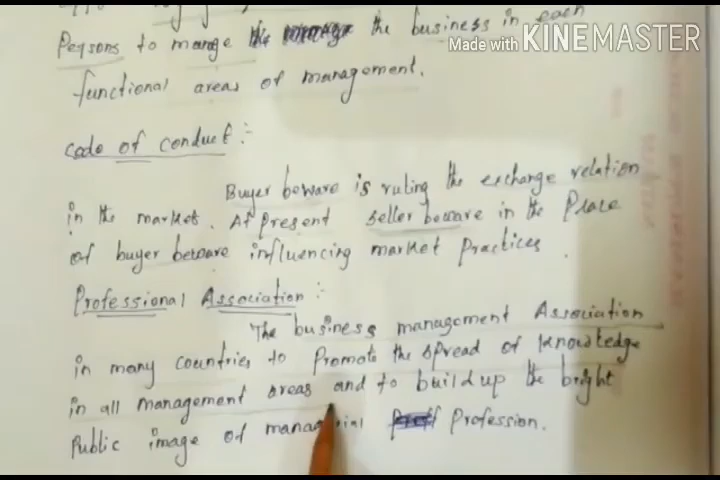 Persons to manage the the business in each
Made with KINEMASTER
functional areas of management.
code of conduct :-
Buyer beware is ruling the exchange relation
in the market. At present seller beware in the Place
of buyer beware influencing market Practices.
Professional Association :-
The business management Association
in many countries to Promote the spread of knowledge
in all management areas and to build up the bright
Public image of managerial Profession.